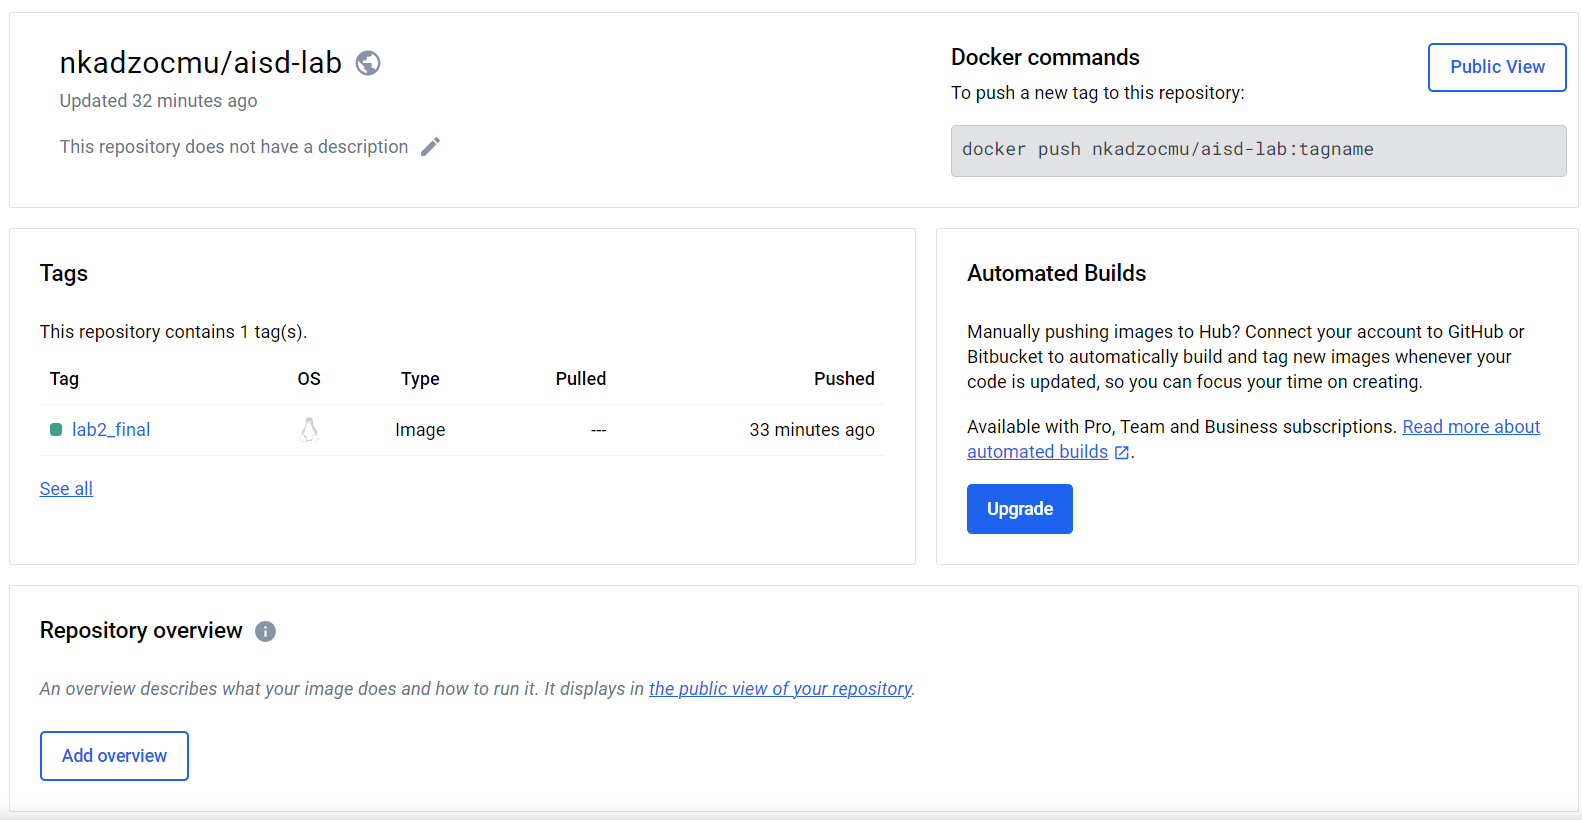 nkadzocmu/aisd-lab
Updated 32 minutes ago
This repository does not have a description
Docker commands
To push a new tag to this repository:
Public View
docker push nkadzocmu/aisd-lab:tagname
Tags
This repository contains 1 tag(s).
Tag OS Type Pulled Pushed
lab2_final Image --- 33 minutes ago
See all
Automated Builds
Manually pushing images to Hub? Connect your account to GitHub or
Bitbucket to automatically build and tag new images whenever your
code is updated, so you can focus your time on creating.
Available with Pro, Team and Business subscriptions. Read more about
automated builds.
Upgrade
Repository overview
An overview describes what your image does and how to run it. It displays in the public view of your repository.
Add overview